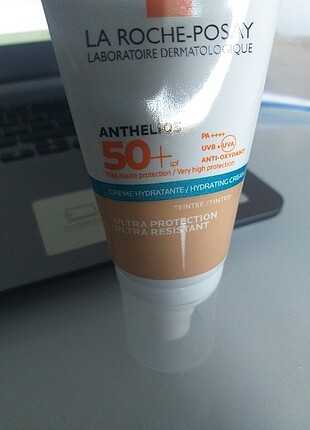 LA ROCHE-POSAY
LABORATOIRE DERMATOLOGIQUE
ANTHELIOS
50+ spf
PA ++++
UVB + UVA
ANTI-OXYDANT
Très haute protection / Very high protection
CRÈME HYDRATANTE / HYDRATING CREAM
TEINTÉE / TINTED
ULTRA PROTECTION
ULTRA RESISTANT